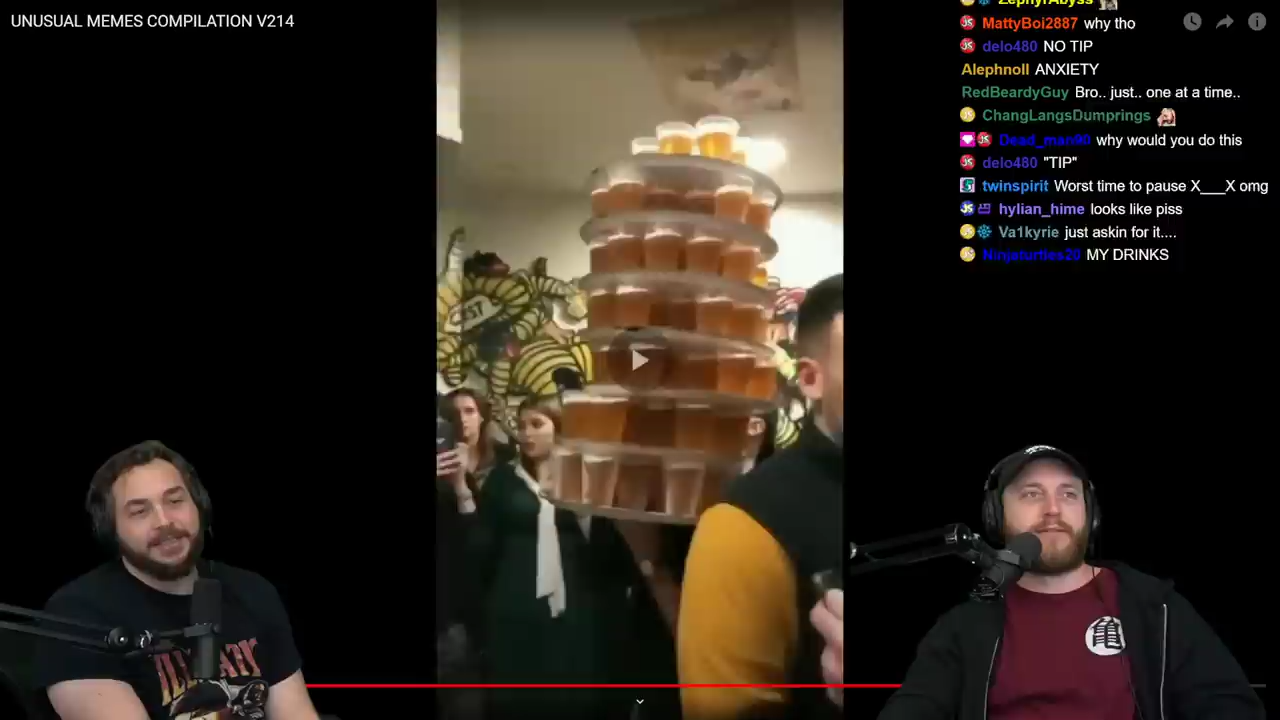 UNUSUAL MEMES COMPILATION V214
ZephyrAbyss
MattyBoi2887 why tho
delo480 NO TIP
Alephnoll ANXIETY
RedBeardyGuy Bro.. just.. one at a time..
ChangLangsDumprings
Dead_man90 why would you do this
delo480 "TIP"
twinspirit Worst time to pause X___X omg
hylian_hime looks like piss
Va1kyrie just askin for it....
Ninjaturtles20 MY DRINKS
亀